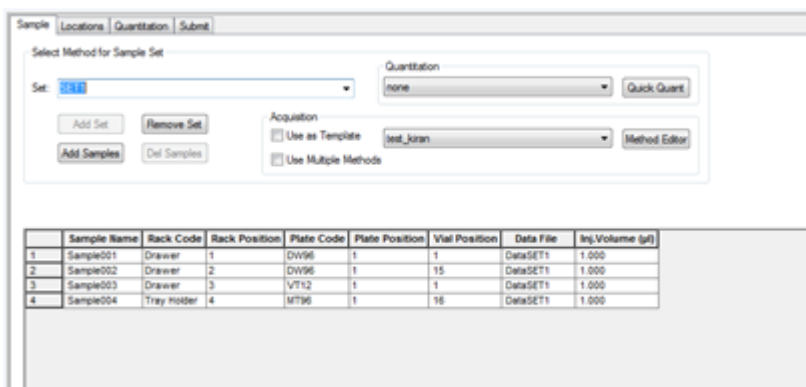 Sample Locations Quantitation Submit
Select Method for Sample Set
Quantitation
Set: SET1 none Quick Quant
Add Set Remove Set Acquisition
Use as Template test_kiran Method Editor
Add Samples Del Samples
Use Multiple Methods
Sample Name Rack Code Rack Position Plate Code Plate Position Vial Position Data File Inj.Volume (µl)
1 Sample001 Drawer 1 DW96 1 1 DataSET1 1.000
2 Sample002 Drawer 2 DW96 1 15 DataSET1 1.000
3 Sample003 Drawer 3 VT12 1 1 DataSET1 1.000
4 Sample004 Tray Holder 4 MT96 1 16 DataSET1 1.000